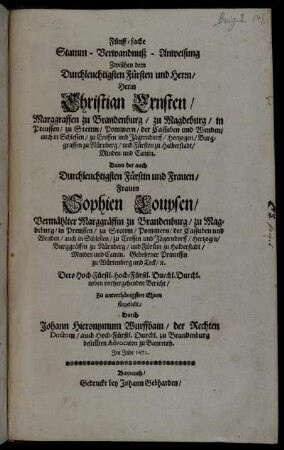 Fünff-fache
Stamm-Verwandnuß-Anweisung
Zwischen dem
Durchleuchtigsten Fürsten und Herrn/
Herrn
Christian Ernsten/
Marggraffen zu Brandenburg/ zu Magdeburg/ in
Preussen/ zu Stettin/ Pommern/ der Cassuben und Wenden/
auch in Schlesien/ zu Crossen und Jägerndorff/ Hertzogen/ Burg-
graffen zu Nürnberg/ und Fürsten zu Halberstadt/
Minden und Camin.
Dann der auch
Durchleuchtigsten Fürstin und Frauen/
Frauen
Sophien Louysen/
Vermählter Marggräffin zu Brandenburg/ zu Mag-
deburg/ in Preussen/ zu Stettin/ Pommern/ der Cassuben und
Wenden/ auch in Schlesien/ zu Crossen und Jägerndorff/ Hertzogin/
Burggräffin zu Nürnberg/ und Fürstin zu Halberstadt/
Minden und Camin. Gebohrner Princessin
zu Würtenberg und Teck/ ꝛc.
Dero Hoch-Fürstl. Hoch-Fürstl. Durchl. Durchl.
neben vorhergehenden Bericht/
Zu unterthänigsten Ehren
Durch
Johann Hieronymum Wurffbain/ der Rechten
Doctorn/ auch Hoch-Fürstl. Durchl. zu Brandenburg
bestellten Advocaten zu Bayreuth.
Im Jahr 1671.
Bayreuth/
Gedruckt bey Johann Gebharden/